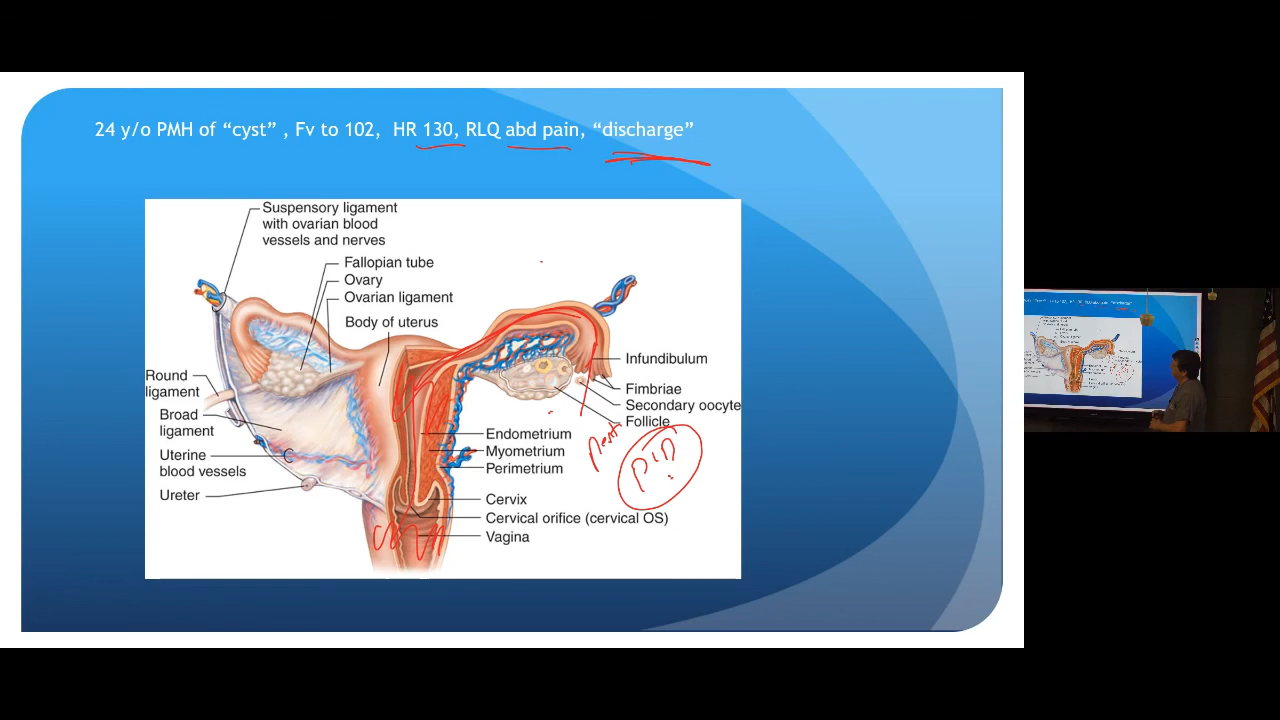 24 y/o PMH of “cyst” , Fv to 102, HR 130, RLQ abd pain, “discharge”
Suspensory ligament
with ovarian blood
vessels and nerves
Fallopian tube
Ovary
Ovarian ligament
Body of uterus
Round
ligament
Broad
ligament
Uterine
blood vessels
Ureter
Infundibulum
Fimbriae
Secondary oocyte
Follicle
Endometrium
Myometrium
Perimetrium
Cervix
Cervical orifice (cervical OS)
Vagina
PID